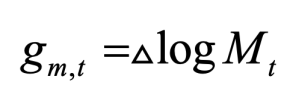 g_{m,t} = △log M_t